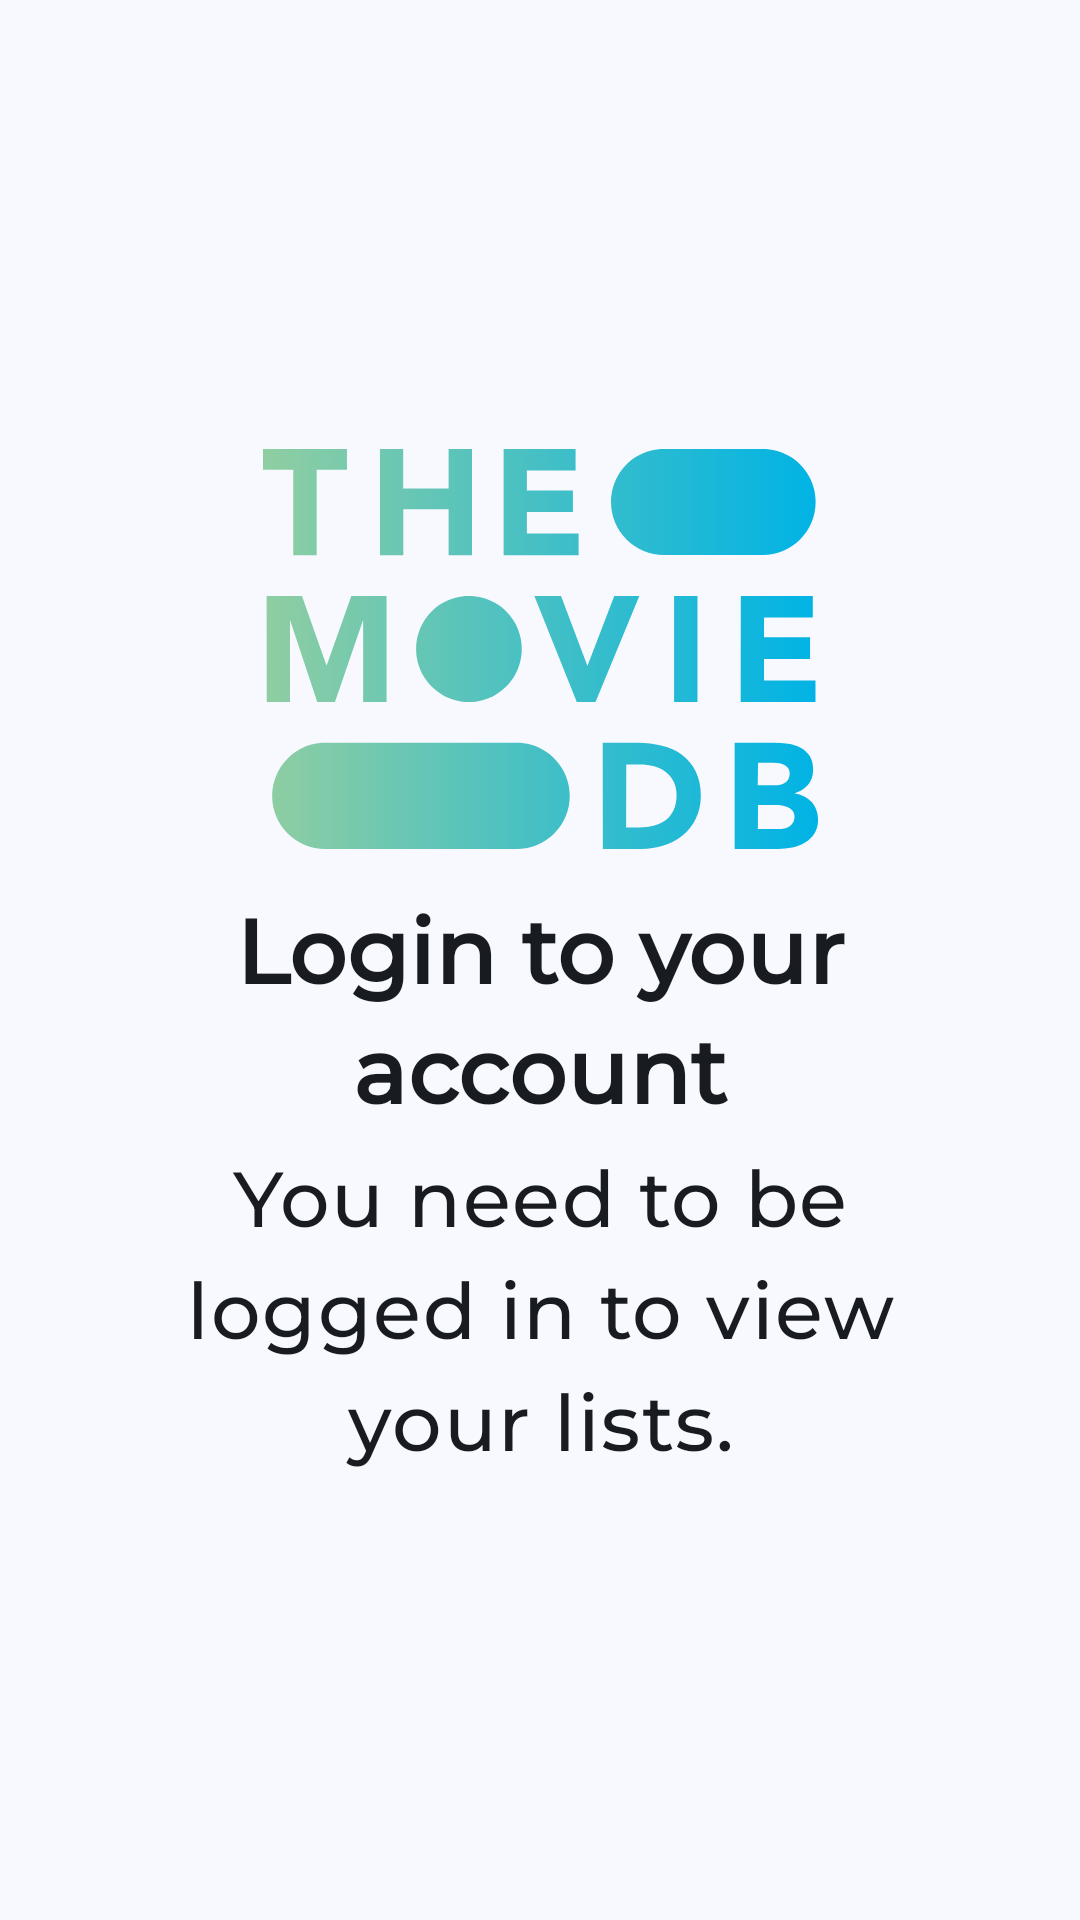 THE
MOVIE
DB
Login to your
account
You need to be
logged in to view
your lists.